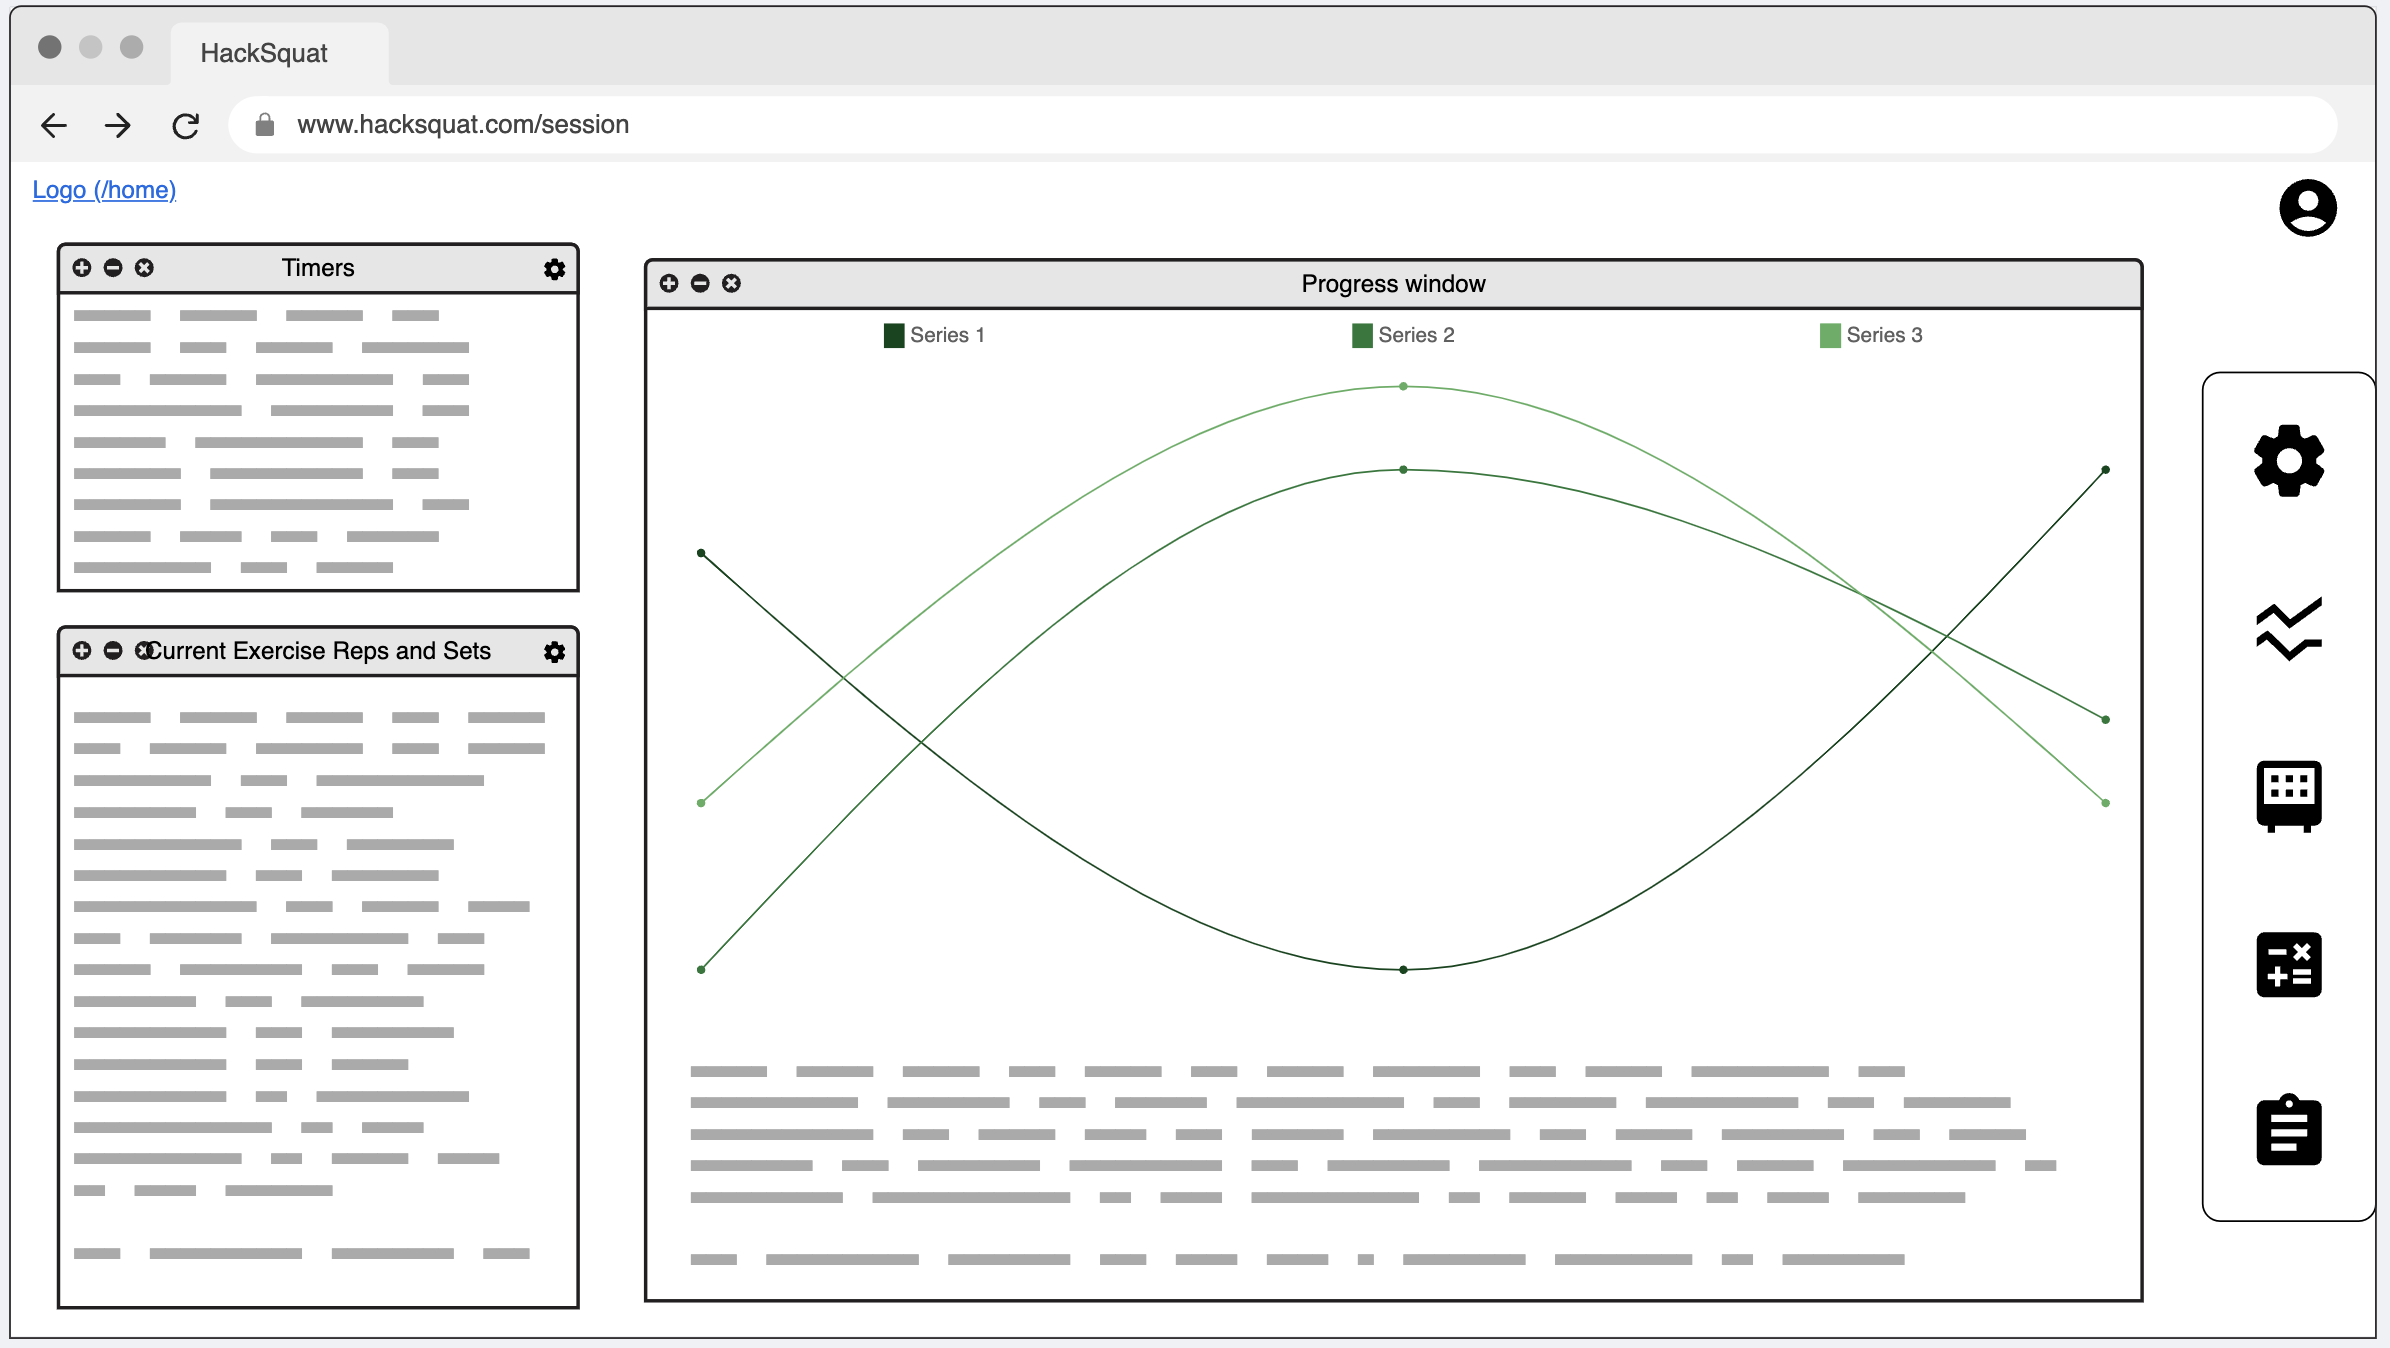 HackSquat
www.hacksquat.com/session
Logo (/home)
Timers
Current Exercise Reps and Sets
Progress window
Series 1
Series 2
Series 3